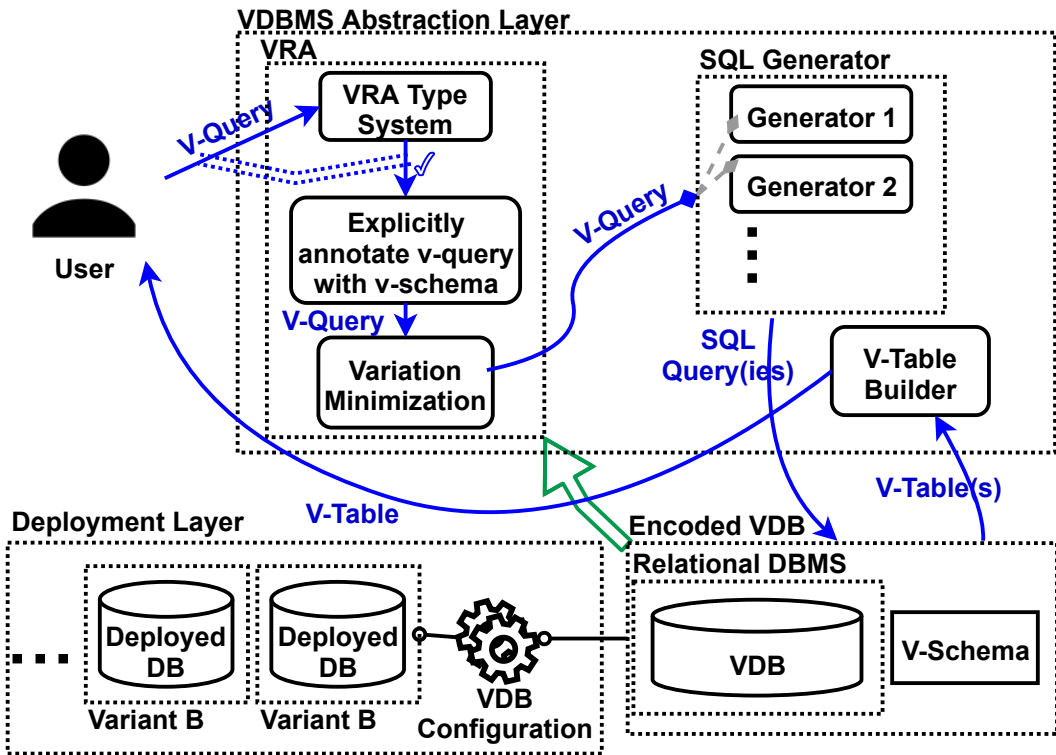 VDBMS Abstraction Layer
VRA
SQL Generator
VRA Type
System
V-Query
Generator 1
Generator 2
Explicitly
annotate v-query
with v-schema
V-Query
User
V-Query
Variation
Minimization
SQL
Query(ies)
V-Table
Builder
V-Table
V-Table(s)
Deployment Layer
Encoded VDB
Relational DBMS
Deployed
DB
Deployed
DB
VDB
V-Schema
Variant B
Variant B
VDB
Configuration